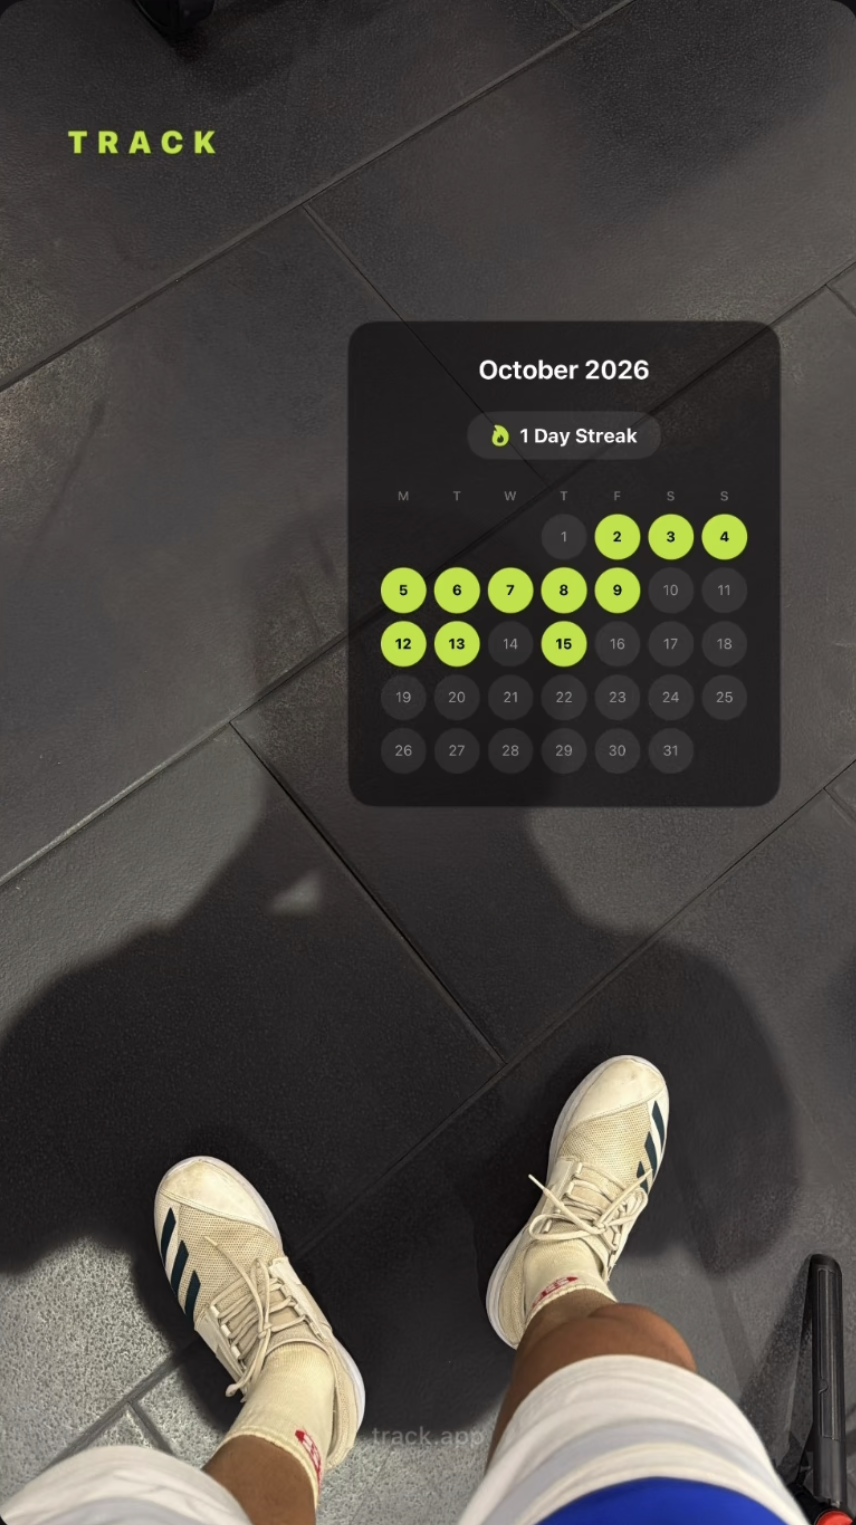 TRACK
October 2026
1 Day Streak
M T W T F S S
1 2 3 4
5 6 7 8 9 10 11
12 13 14 15 16 17 18
19 20 21 22 23 24 25
26 27 28 29 30 31
track.app